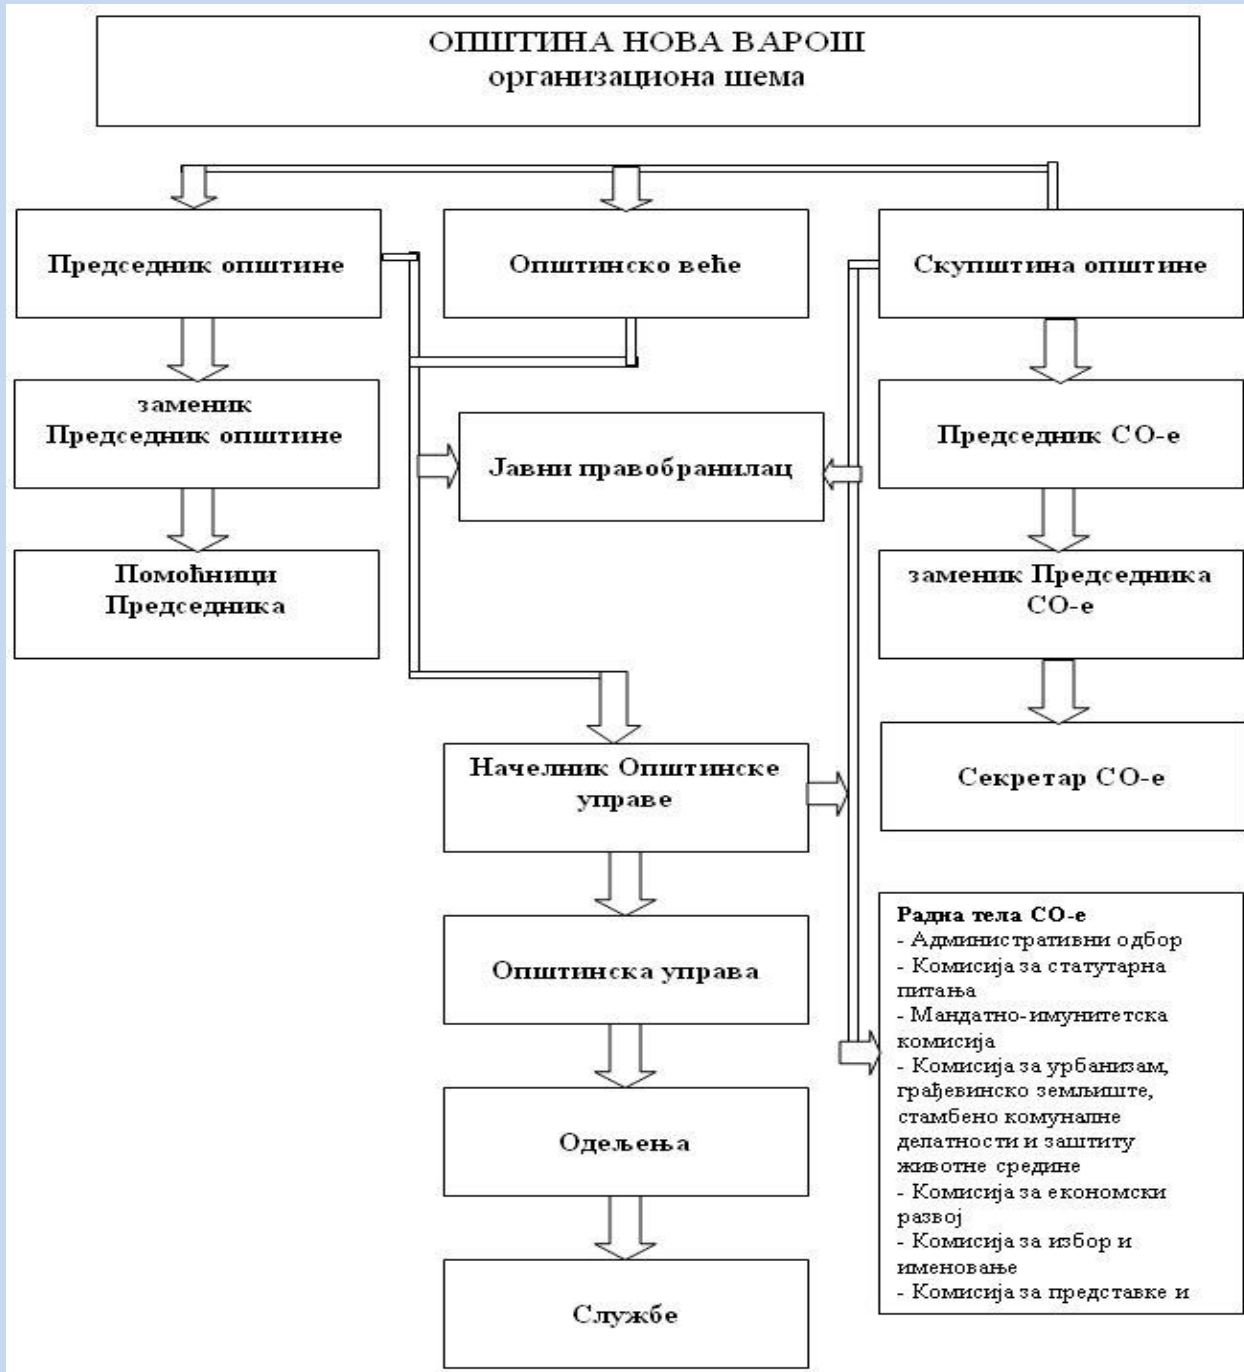 ОПШТИНА НОВА ВАРОШ
организациона шема
Председник општине
Општинско веће
Скупштина општине
заменик
Председник општине
Јавни правобранилац
Председник СО-е
Помоћници
Председника
заменик Председника
СО-е
Начелник Општинске
управе
Секретар СО-е
Општинска управа
Одељења
Службе
Радна тела СО-е
- Административни одбор
- Комисија за статутарна
питања
- Мандатно-имунитетска
комисија
- Комисија за урбанизам,
грађевинско земљиште,
стамбено комуналне
делатности и заштиту
животне средине
- Комисија за економски
развој
- Комисија за избор и
именовање
- Комисија за представке и